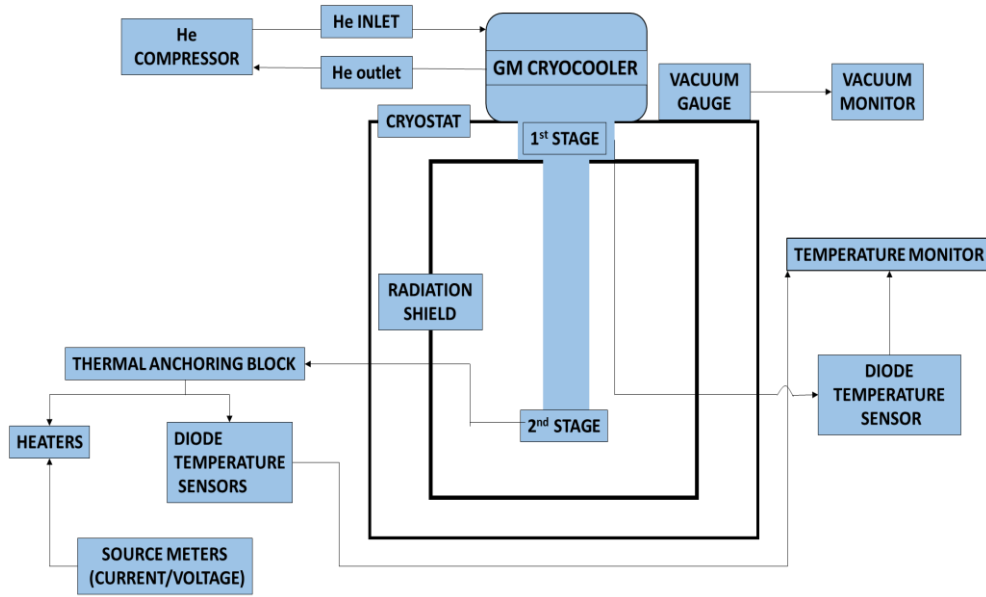 He
COMPRESSOR
He INLET
He outlet
GM CRYOCOOLER
VACUUM
GAUGE
VACUUM
MONITOR
CRYOSTAT
1st STAGE
TEMPERATURE MONITOR
RADIATION
SHIELD
THERMAL ANCHORING BLOCK
DIODE
TEMPERATURE
SENSOR
2nd STAGE
HEATERS
DIODE
TEMPERATURE
SENSORS
SOURCE METERS
(CURRENT/VOLTAGE)